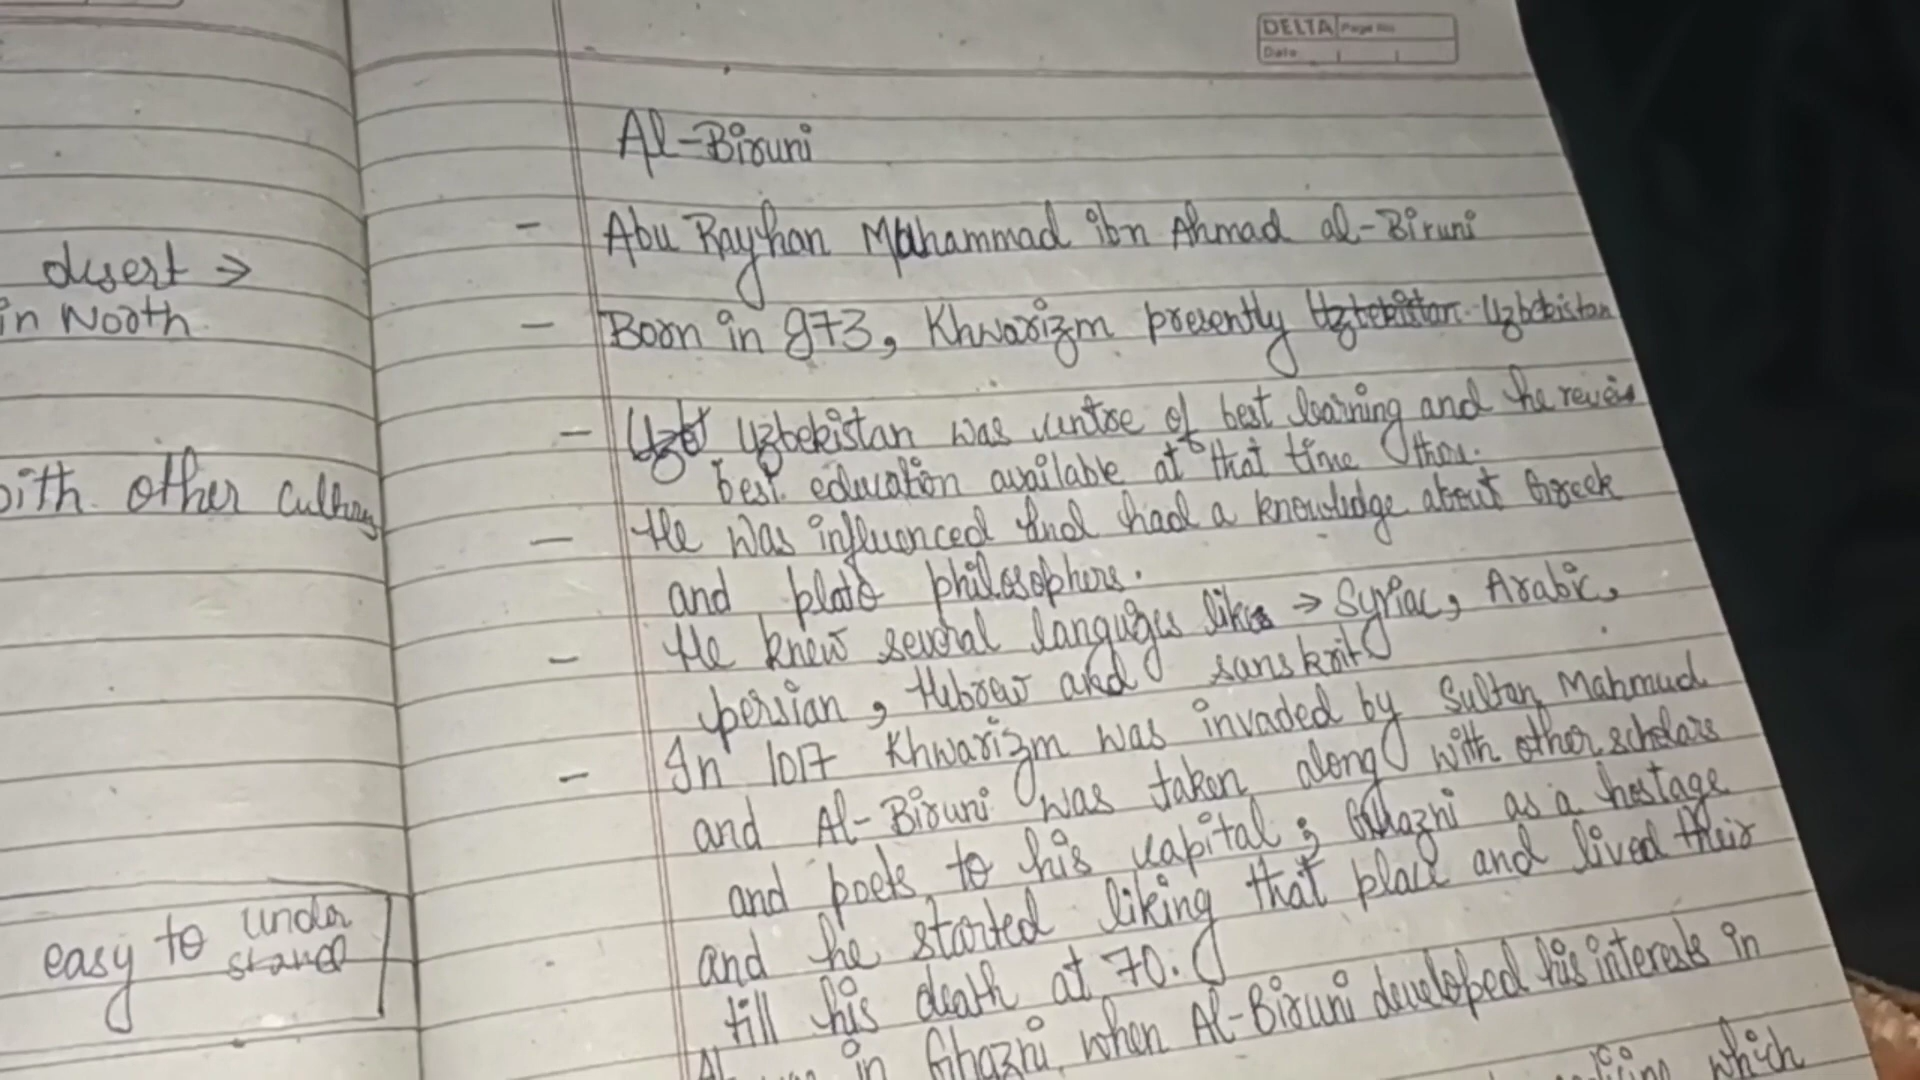 desert →
in North
with other cultures
easy to under
stand
DELTA Page No
Date
Al-Biruni
- Abu Rayhan Mahammad ibn Ahmad al-Biruni
- Born in 973, Khwarizm presently Uzbekistan Uzbekistan
- Uzb Uzbekistan was centre of best learning and he recveis
best education available at that time there.
- He was influenced and had a knowledge about Greek
and plato philosophers.
- He knew several languages like → Syriac, Arabic,
persian, Hebrew and sanskrit
- In 1017 Khwarizm was invaded by Sultan Mahmud
and Al-Biruni was taken along with other scholars
and poets to his capital, Ghazni as a hostage
and he started liking that place and lived their
till his death at 70.
in Ghazni, when Al-Biruni developed his interests in
which